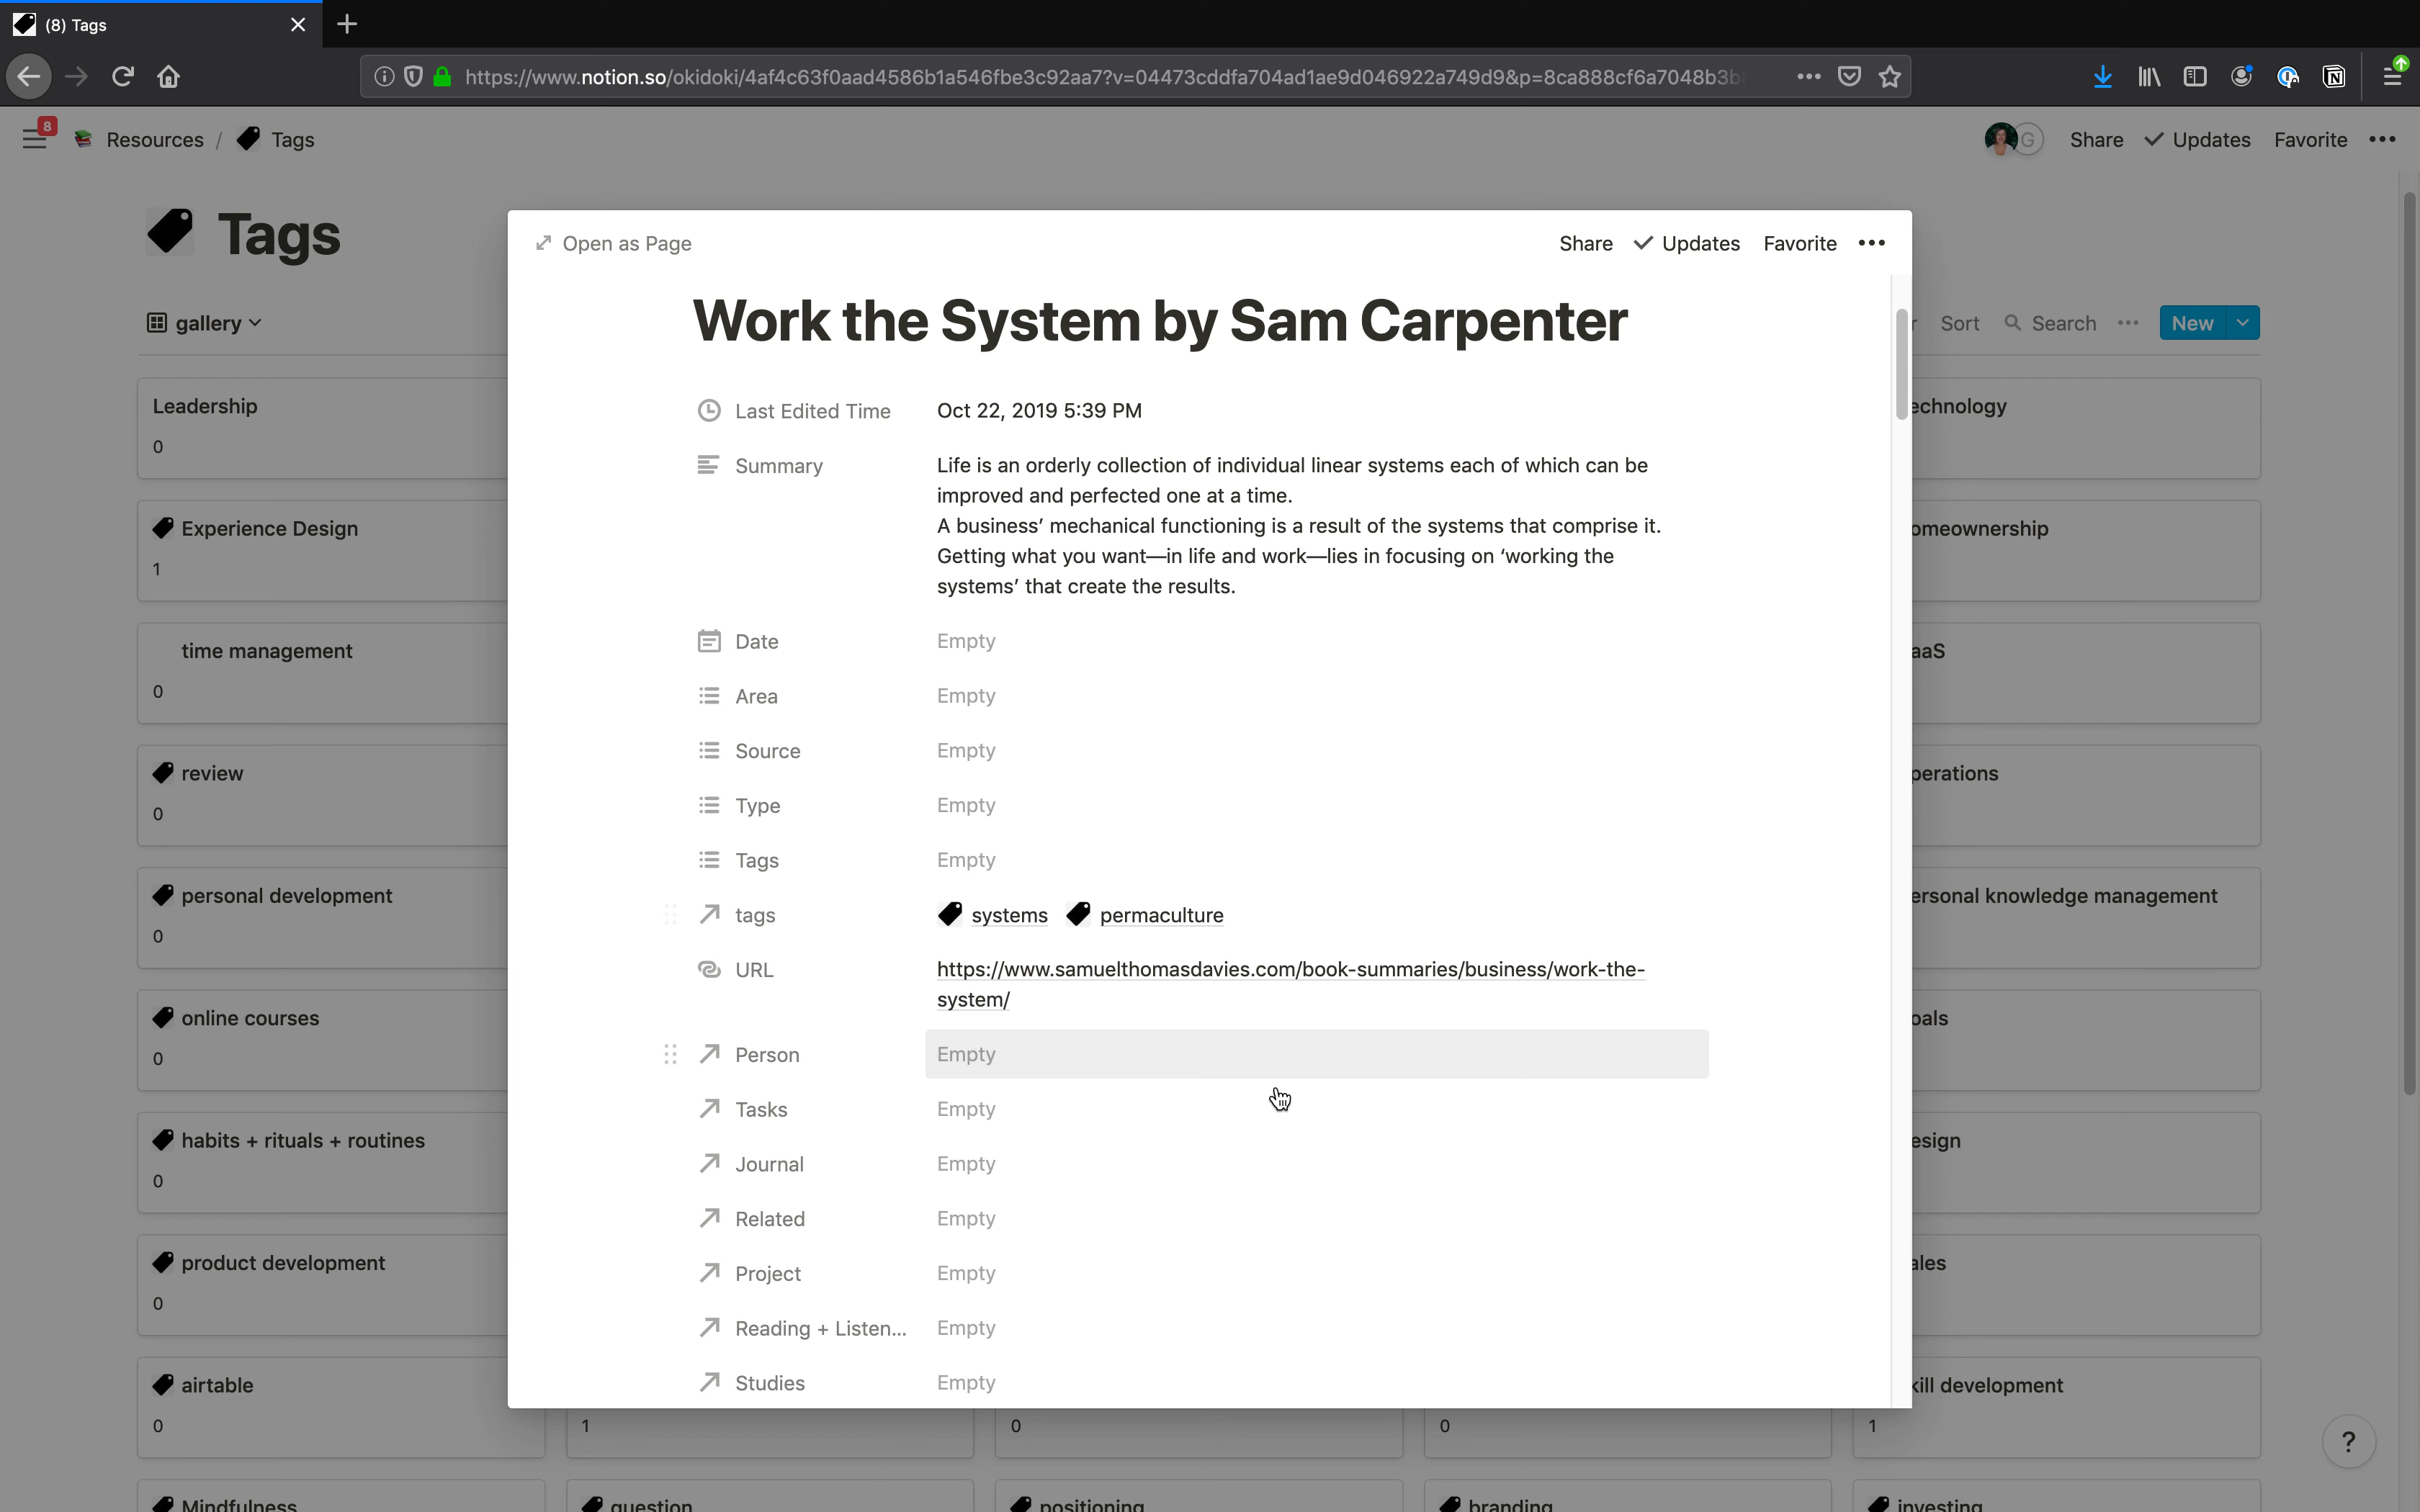 (8) Tags
https://www.notion.so/okidoki/4af4c63f0aad4586b1a546fbe3c92aa7?v=04473cddfa704ad1ae9d046922a749d9&p=8ca888cf6a7048b3b
8
Resources / Tags
G Share Updates Favorite
Tags
gallery
Sort Search New
Open as Page
Share Updates Favorite
Work the System by Sam Carpenter
Last Edited Time Oct 22, 2019 5:39 PM
Summary Life is an orderly collection of individual linear systems each of which can be
improved and perfected one at a time.
A business’ mechanical functioning is a result of the systems that comprise it.
Getting what you want—in life and work—lies in focusing on ‘working the
systems’ that create the results.
Date Empty
Area Empty
Source Empty
Type Empty
Tags Empty
tags systems permaculture
URL https://www.samuelthomasdavies.com/book-summaries/business/work-the-
system/
Person Empty
Tasks Empty
Journal Empty
Related Empty
Project Empty
Reading + Listen... Empty
Studies Empty
Leadership
0
Experience Design
1
time management
0
review
0
personal development
0
online courses
0
habits + rituals + routines
0
product development
0
airtable
0
1
0
0
1
echnology
omeownership
aaS
perations
ersonal knowledge management
oals
esign
ales
kill development
Mindfulness
question
positioning
branding
investing
?